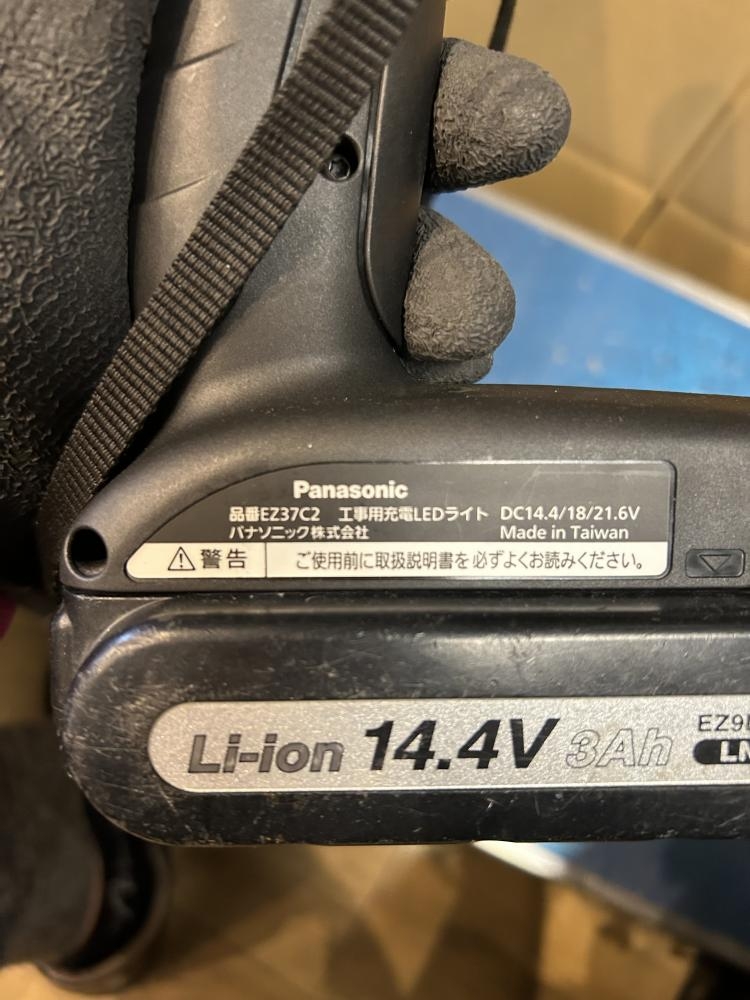 Panasonic
品番EZ37C2 工事用充電LEDライト DC14.4/18/21.6V
パナソニック株式会社 Made in Taiwan
⚠警告 ご使用前に取扱説明書を必ずよくお読みください。
Li-ion 14.4V 3Ah